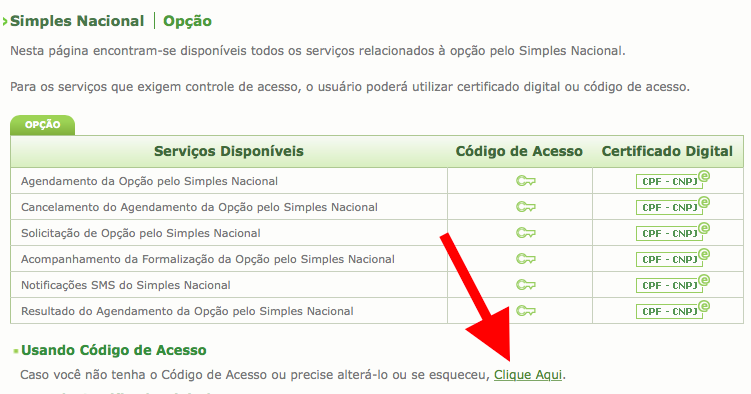 Simples Nacional | Opção
Nesta página encontram-se disponíveis todos os serviços relacionados à opção pelo Simples Nacional.
Para os serviços que exigem controle de acesso, o usuário poderá utilizar certificado digital ou código de acesso.
OPÇÃO
Serviços Disponíveis Código de Acesso Certificado Digital
Agendamento da Opção pelo Simples Nacional CPF - CNPJ e
Cancelamento do Agendamento da Opção pelo Simples Nacional CPF - CNPJ e
Solicitação de Opção pelo Simples Nacional CPF - CNPJ e
Acompanhamento da Formalização da Opção pelo Simples Nacional CPF - CNPJ e
Notificações SMS do Simples Nacional CPF - CNPJ e
Resultado do Agendamento da Opção pelo Simples Nacional CPF - CNPJ e
Usando Código de Acesso
Caso você não tenha o Código de Acesso ou precise alterá-lo ou se esqueceu, Clique Aqui.